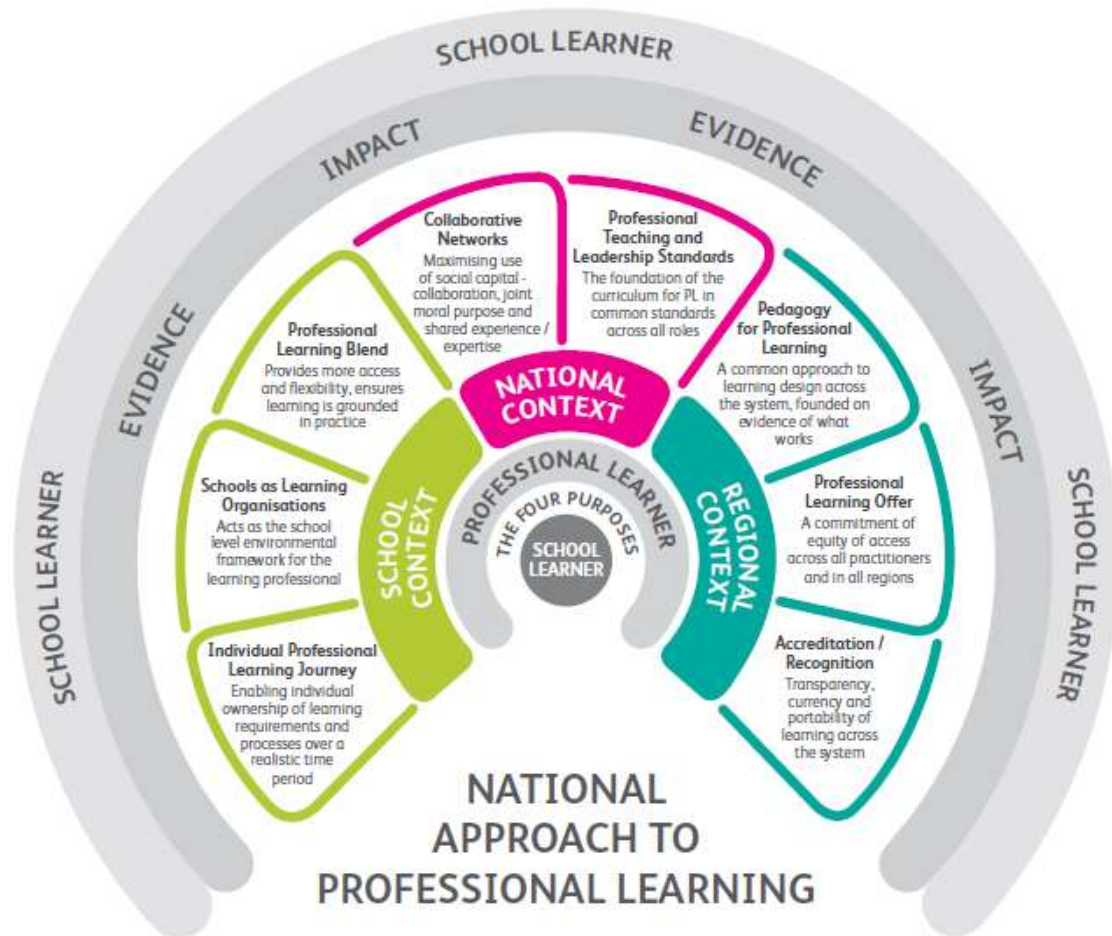 SCHOOL LEARNER
SCHOOL LEARNER
SCHOOL LEARNER
EVIDENCE
IMPACT
EVIDENCE
IMPACT
Individual Professional
Learning Journey
Enabling individual
ownership of learning
requirements and
processes over a
realistic time
period
Schools as Learning
Organisations
Acts as the school
level environmental
framework for the
learning professional
Professional
Learning Blend
Provides more access
and flexibility, ensures
learning is grounded
in practice
Collaborative
Networks
Maximising use
of social capital -
collaboration, joint
moral purpose and
shared experience /
expertise
Professional
Teaching and
Leadership Standards
The foundation of the
curriculum for PL in
common standards
across all roles
Pedagogy
for Professional
Learning
A common approach to
learning design across
the system, founded on
evidence of what
works
Professional
Learning Offer
A commitment of
equity of access
across all practitioners
and in all regions
Accreditation /
Recognition
Transparency,
currency and
portability of
learning across
the system
SCHOOL
CONTEXT
NATIONAL
CONTEXT
REGIONAL
CONTEXT
PROFESSIONAL LEARNER
THE FOUR PURPOSES
SCHOOL
LEARNER
NATIONAL
APPROACH TO
PROFESSIONAL LEARNING